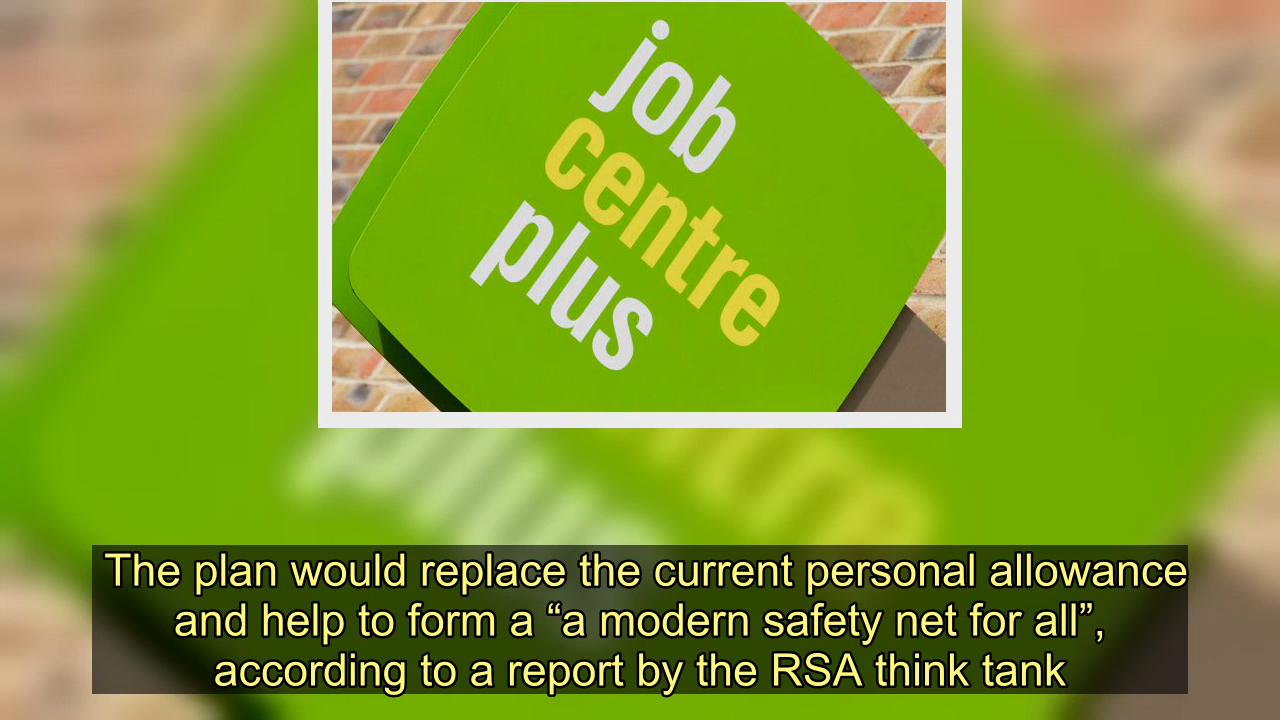 job
centre
plus
The plan would replace the current personal allowance
and help to form a “a modern safety net for all”,
according to a report by the RSA think tank